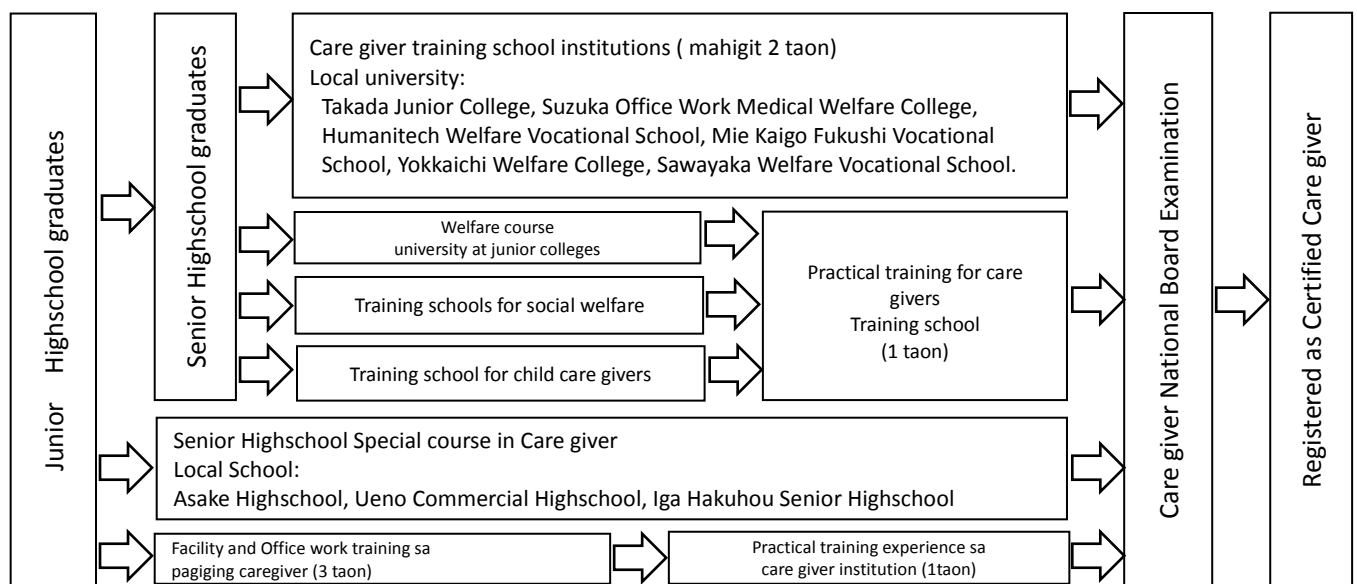 Junior Highschool graduates
Senior Highschool graduates
Care giver training school institutions ( mahigit 2 taon)
Local university:
Takada Junior College, Suzuka Office Work Medical Welfare College,
Humanitech Welfare Vocational School, Mie Kaigo Fukushi Vocational
School, Yokkaichi Welfare College, Sawayaka Welfare Vocational School.
Welfare course
university at junior colleges
Training schools for social welfare
Training school for child care givers
Practical training for care
givers
Training school
(1 taon)
Senior Highschool Special course in Care giver
Local School:
Asake Highschool, Ueno Commercial Highschool, Iga Hakuhou Senior Highschool
Facility and Office work training sa
pagiging caregiver (3 taon)
Practical training experience sa
care giver institution (1taon)
Care giver National Board Examination
Registered as Certified Care giver